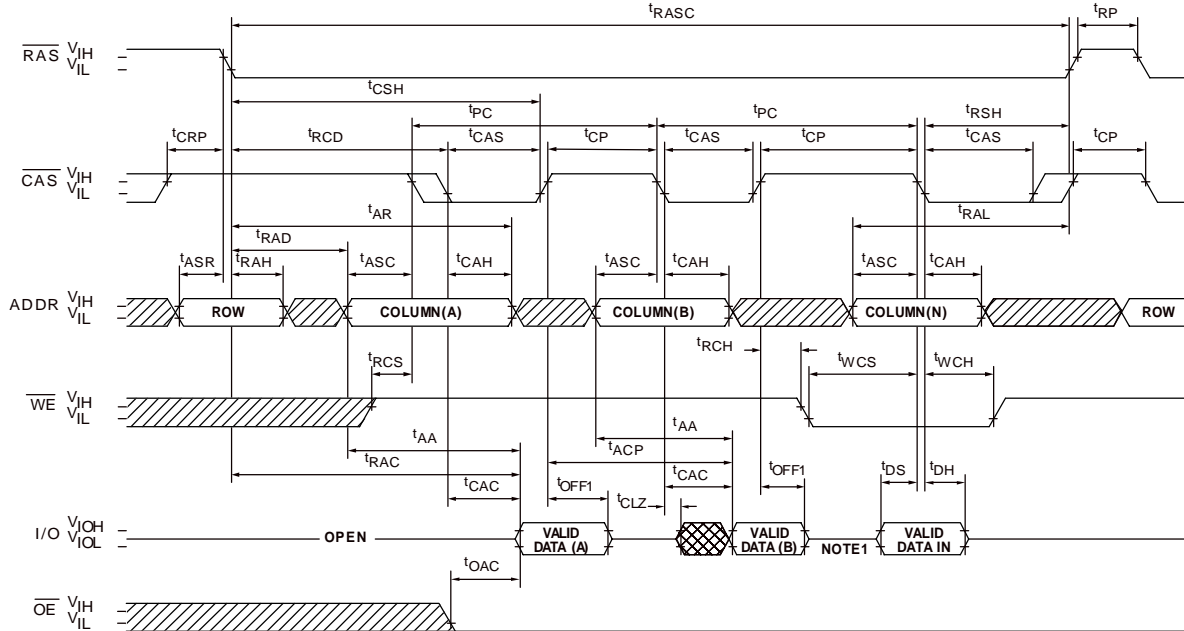 tRASC tRP
RAS VIH
VIL
tCSH
tPC tPC tRSH
tCRP tRCD tCAS tCP tCAS tCP tCAS tCP
CAS VIH
VIL
tAR tRAL
tRAD
tASR tRAH tASC tCAH tASC tCAH tASC tCAH
ADDR VIH
VIL
ROW COLUMN(A) COLUMN(B) COLUMN(N) ROW
tRCH
tRCS tWCS tWCH
WE VIH
VIL
tAA tAA
tRAC tACP
tCAC tOFF1 tCAC tOFF1 tDS tDH
tCLZ
I/O VIOH
VIOL
OPEN VALID DATA (A) VALID DATA (B) NOTE1 VALID DATA IN
tOAC
OE VIH
VIL